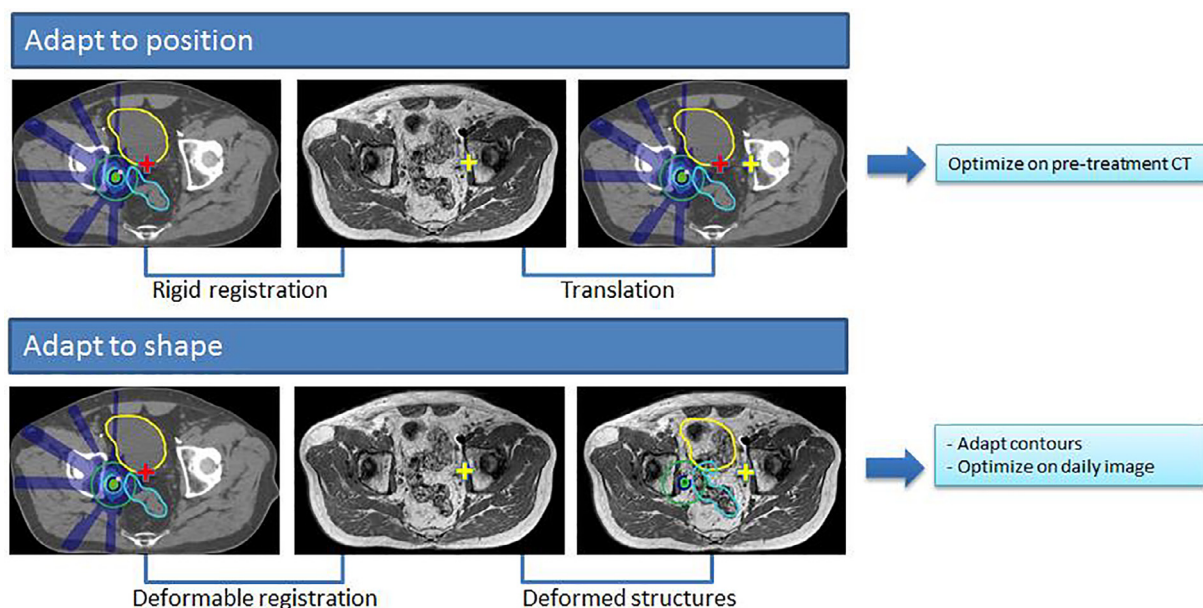 Adapt to position
Optimize on pre-treatment CT
Rigid registration
Translation
Adapt to shape
- Adapt contours
- Optimize on daily image
Deformable registration
Deformed structures